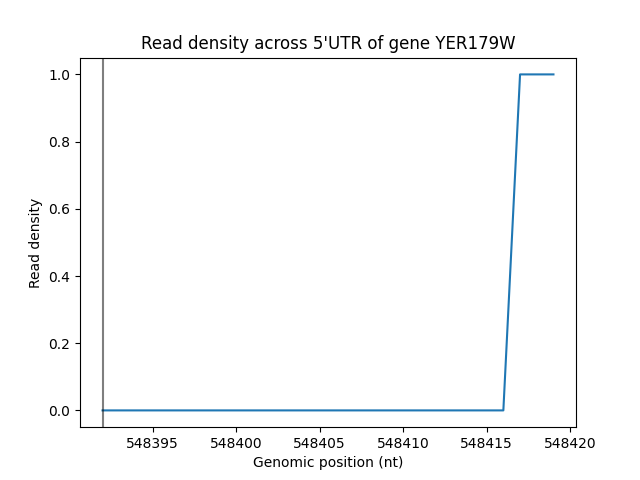 Read density across 5'UTR of gene YER179W
Read density
1.0
0.8
0.6
0.4
0.2
0.0
548395 548400 548405 548410 548415 548420
Genomic position (nt)